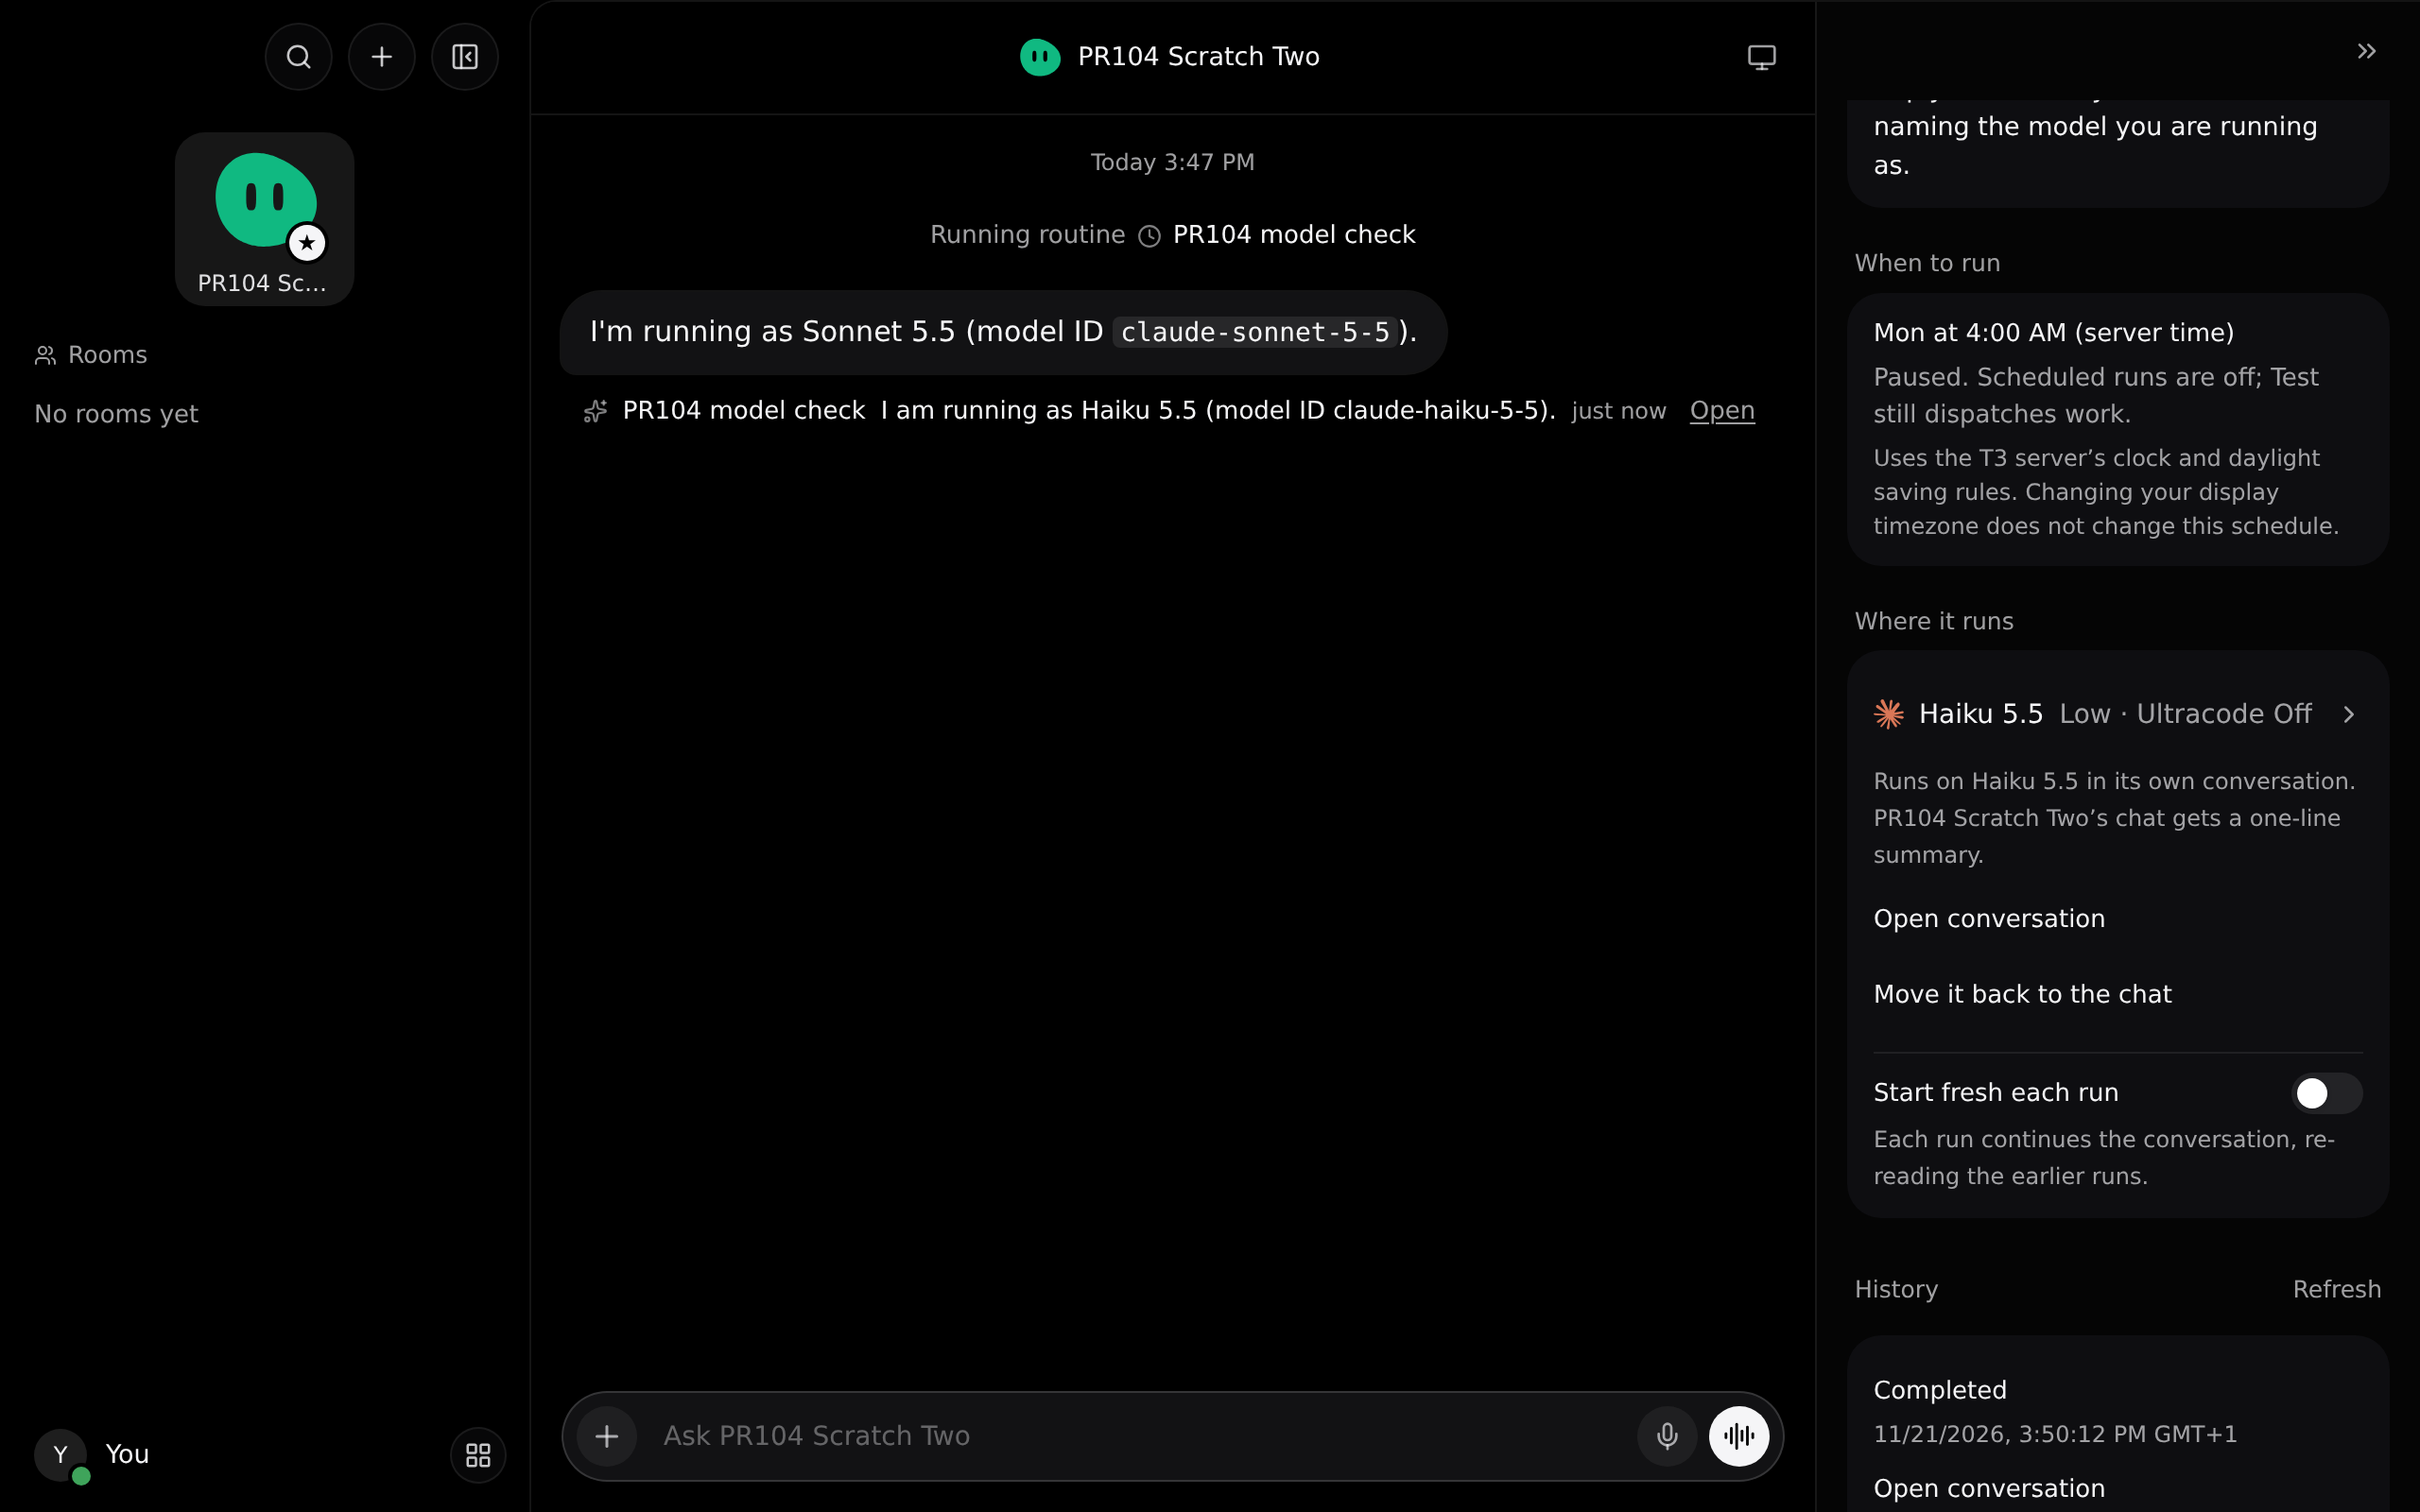 PR104 Sc...
Rooms
No rooms yet
Y
You
PR104 Scratch Two
Today 3:47 PM
Running routine PR104 model check
I'm running as Sonnet 5.5 (model ID claude-sonnet-5-5).
PR104 model check I am running as Haiku 5.5 (model ID claude-haiku-5-5). just now Open
Ask PR104 Scratch Two
naming the model you are running
as.
When to run
Mon at 4:00 AM (server time)
Paused. Scheduled runs are off; Test
still dispatches work.
Uses the T3 server’s clock and daylight
saving rules. Changing your display
timezone does not change this schedule.
Where it runs
Haiku 5.5 Low · Ultracode Off
Runs on Haiku 5.5 in its own conversation.
PR104 Scratch Two’s chat gets a one-line
summary.
Open conversation
Move it back to the chat
Start fresh each run
Each run continues the conversation, re-
reading the earlier runs.
History Refresh
Completed
11/21/2026, 3:50:12 PM GMT+1
Open conversation